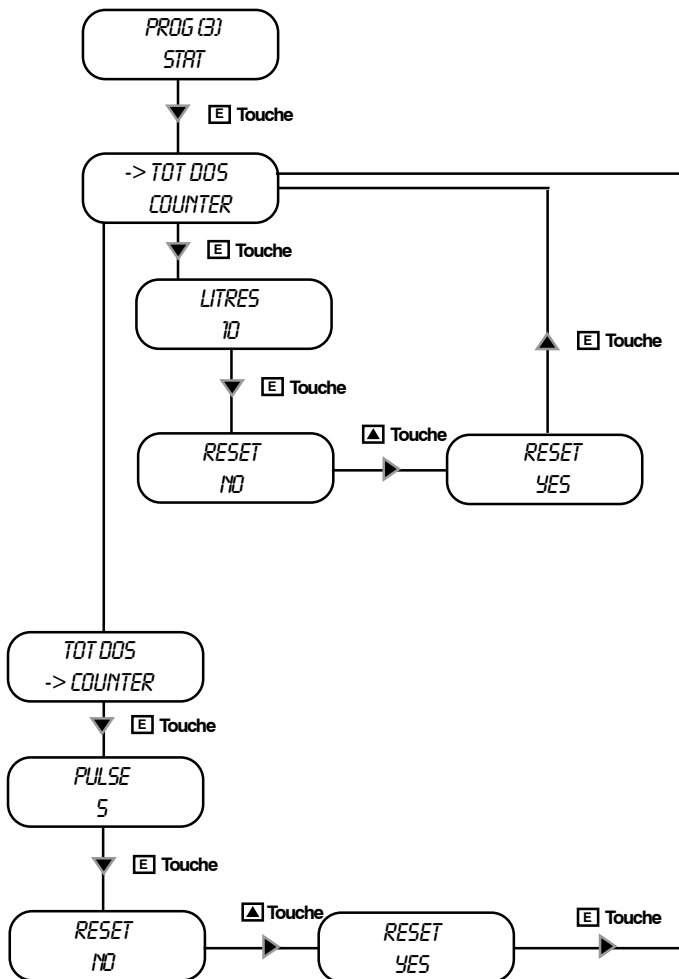 PROG (3)
STAT
E Touche
-> TOT DOS
COUNTER
E Touche
LITRES
10
E Touche
E Touche
▲ Touche
RESET
NO
RESET
YES
TOT DOS
-> COUNTER
E Touche
PULSE
5
E Touche
RESET
NO
▲ Touche
RESET
YES
E Touche